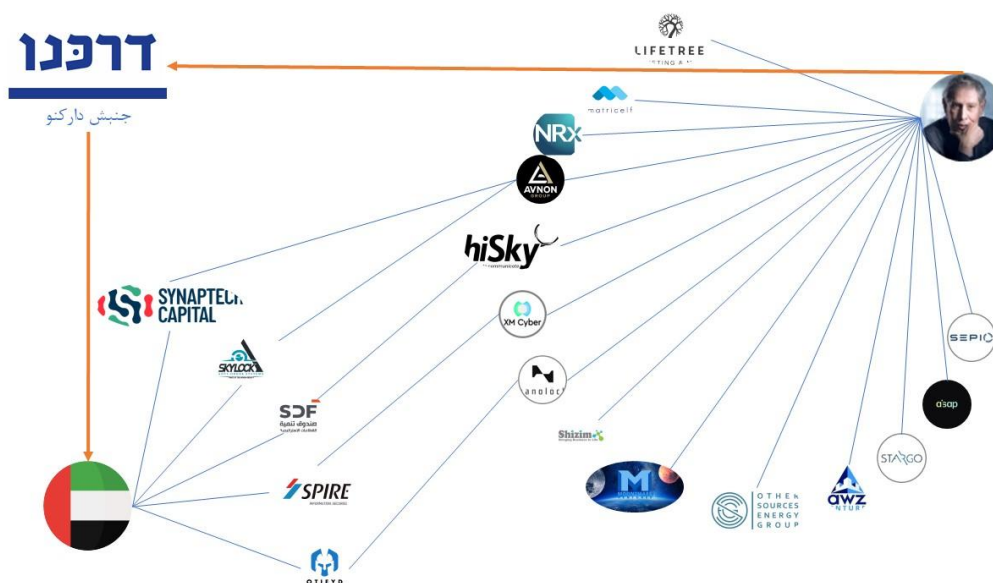 דרכנו
LIFETREE
جنبش دارکنو
matricelf
NRx
AVNON
GROUP
hiSky
SYNAPTECH
CAPITAL
XM Cyber
SEPIO
SKYLOCK
SDF
صندوق تنمية
anoloc
asap
Shizim
STARGO
SPIRE
M
OTHER
SOURCES
ENERGY
GROUP
awz